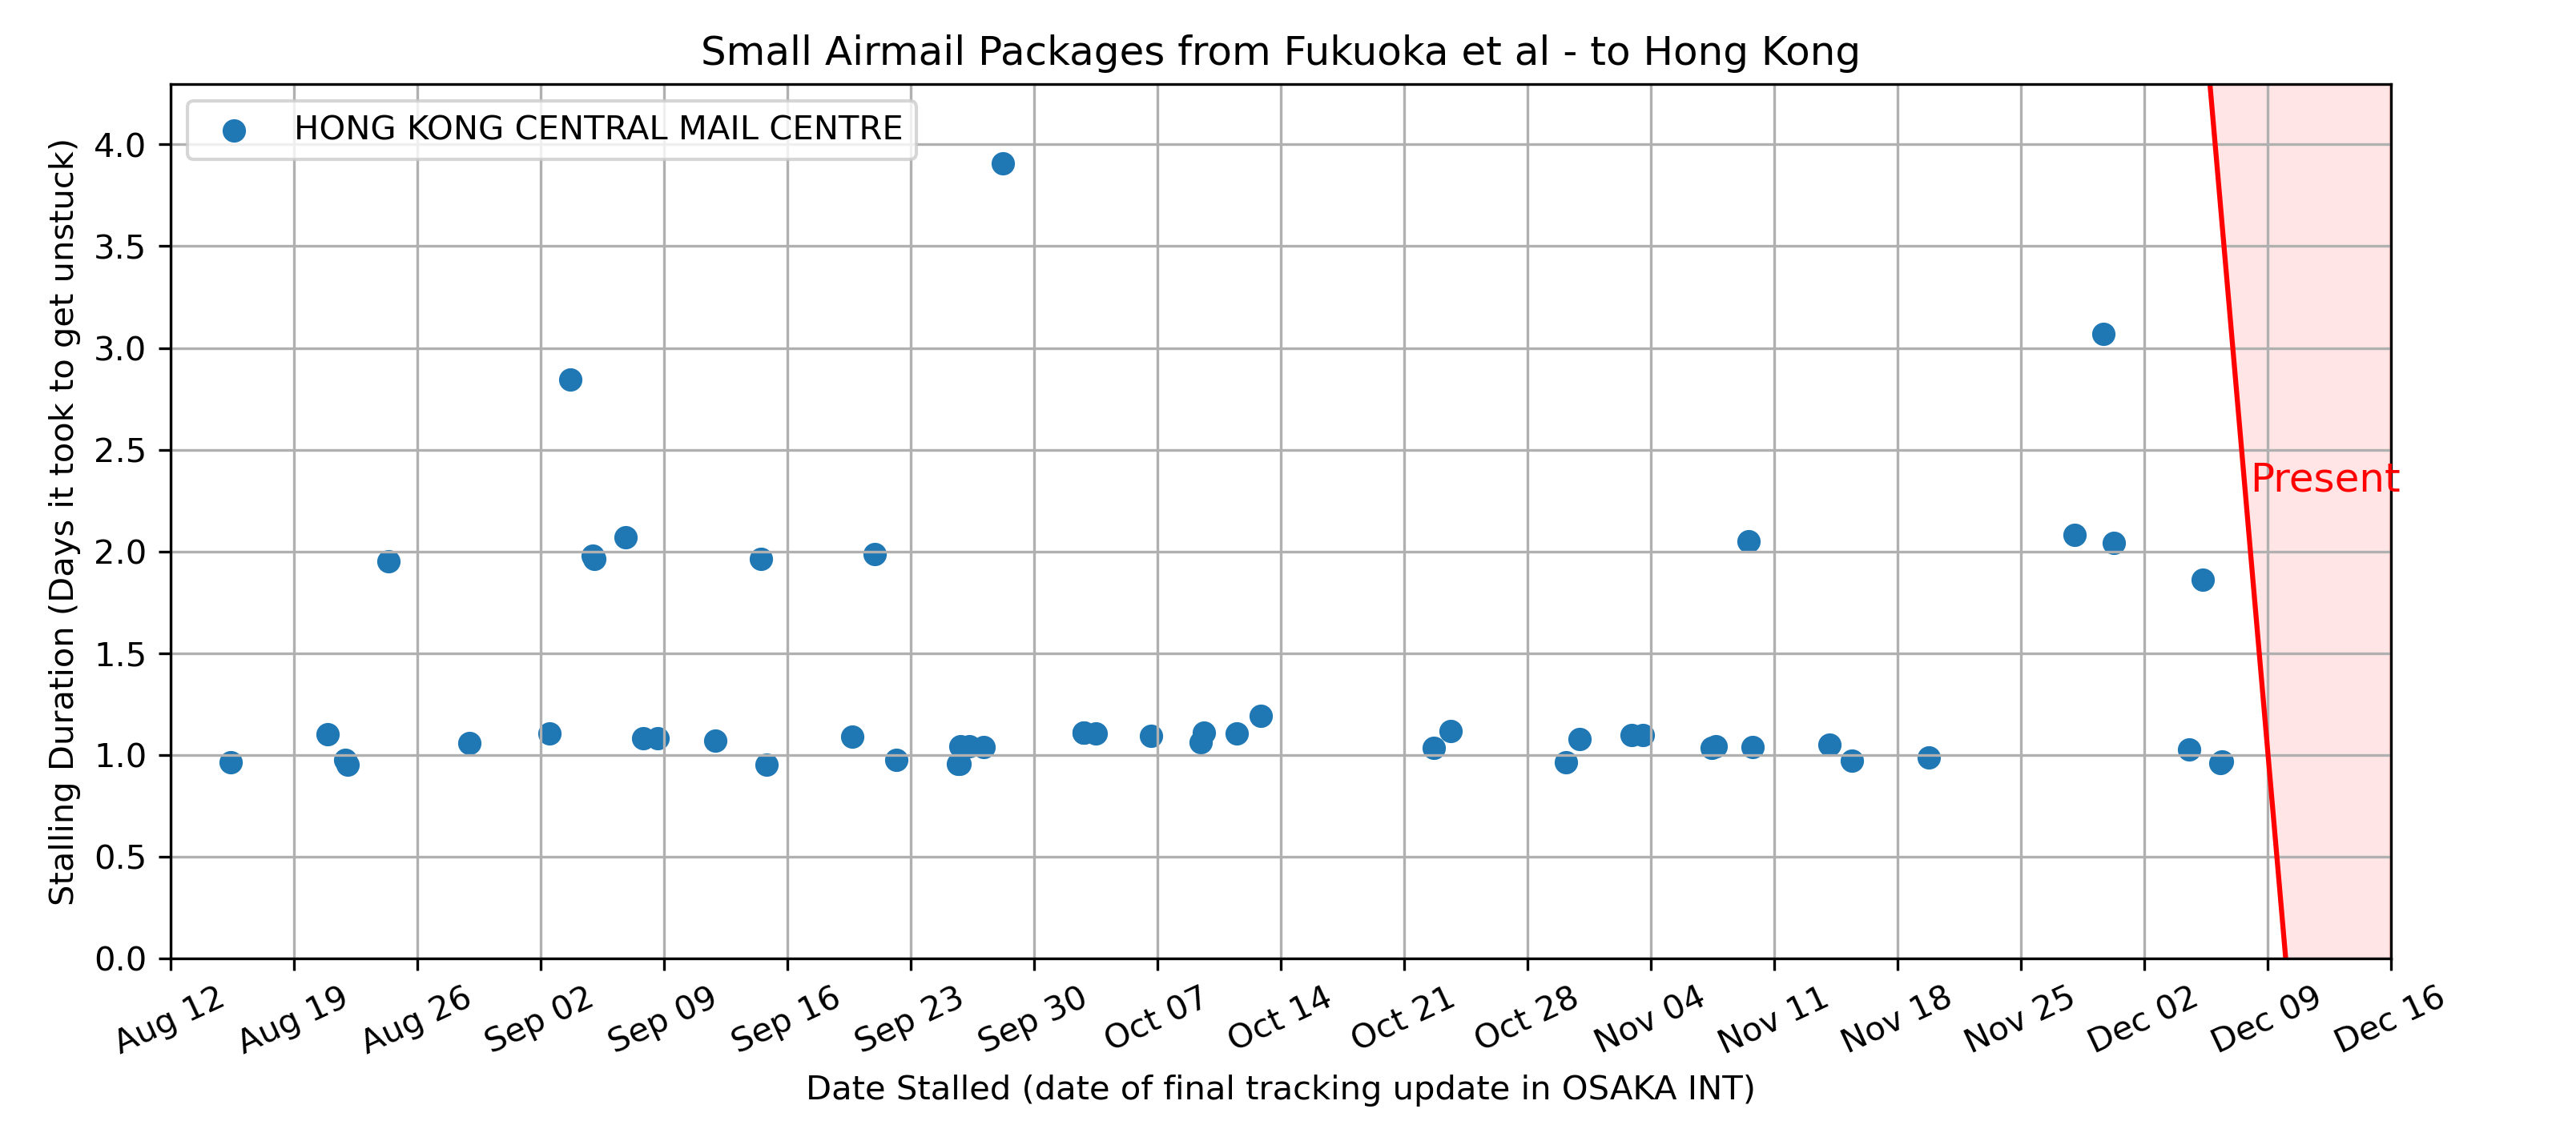 Small Airmail Packages from Fukuoka et al - to Hong Kong
HONG KONG CENTRAL MAIL CENTRE
Stalling Duration (Days it took to get unstuck)
4.0
3.5
3.0
2.5
2.0
1.5
1.0
0.5
0.0
Present
Aug 12
Aug 19
Aug 26
Sep 02
Sep 09
Sep 16
Sep 23
Sep 30
Oct 07
Oct 14
Oct 21
Oct 28
Nov 04
Nov 11
Nov 18
Nov 25
Dec 02
Dec 09
Dec 16
Date Stalled (date of final tracking update in OSAKA INT)